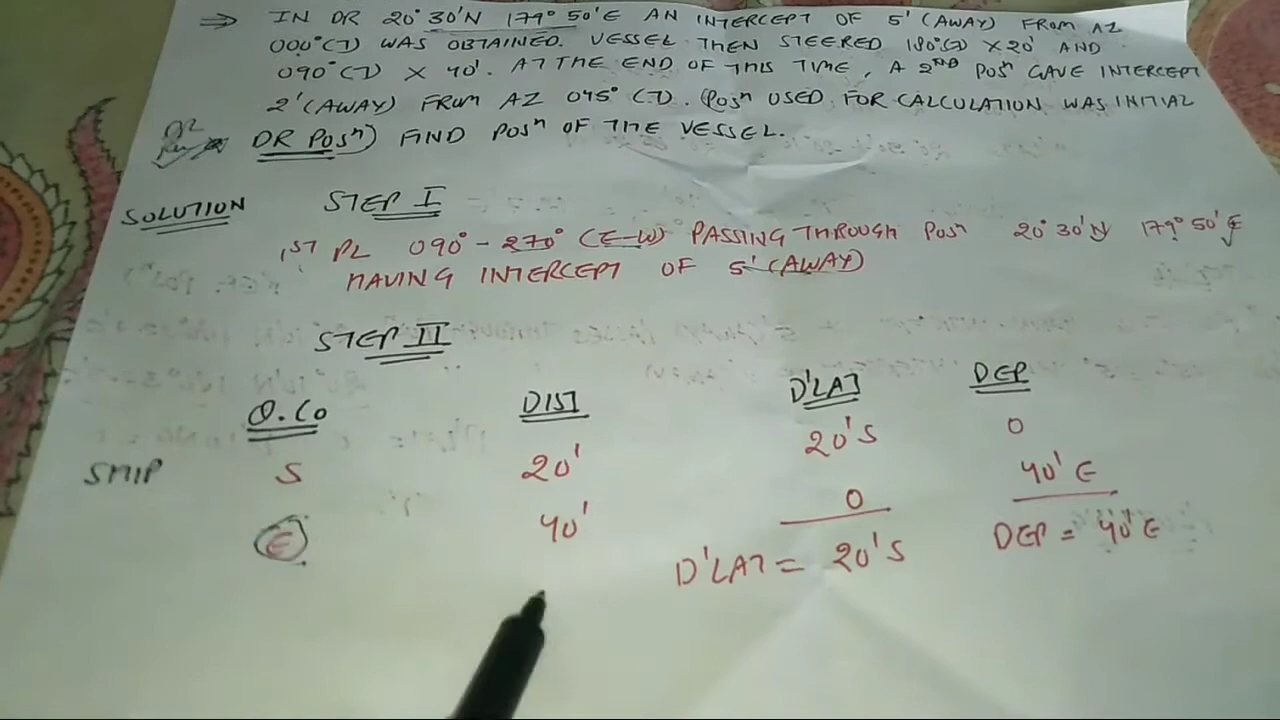 ⇒ IN DR 20° 30'N 179° 50'E AN INTERCEPT OF 5' (AWAY) FROM AZ
000° (T) WAS OBTAINED. VESSEL THEN STEERED 180°(T) X 20' AND
090° (T) X 40'. AT THE END OF THIS TIME, A 2ND POSn GAVE INTERCEPT
2' (AWAY) FROM AZ 045° (T). (POSn USED FOR CALCULATION WAS INITIAL
DR POSn) FIND POSn OF THE VESSEL.
SOLUTION STEP I
1ST PL 090° - 270° (E-W) PASSING THROUGH POSn 20° 30'N 179° 50'E
HAVING INTERCEPT OF 5' (AWAY)
STEP II
CO DIST D'LAT DEP
SHIP S 20' 20'S 0
E 40' 0 40'E
D'LAT = 20'S DEP = 40'E